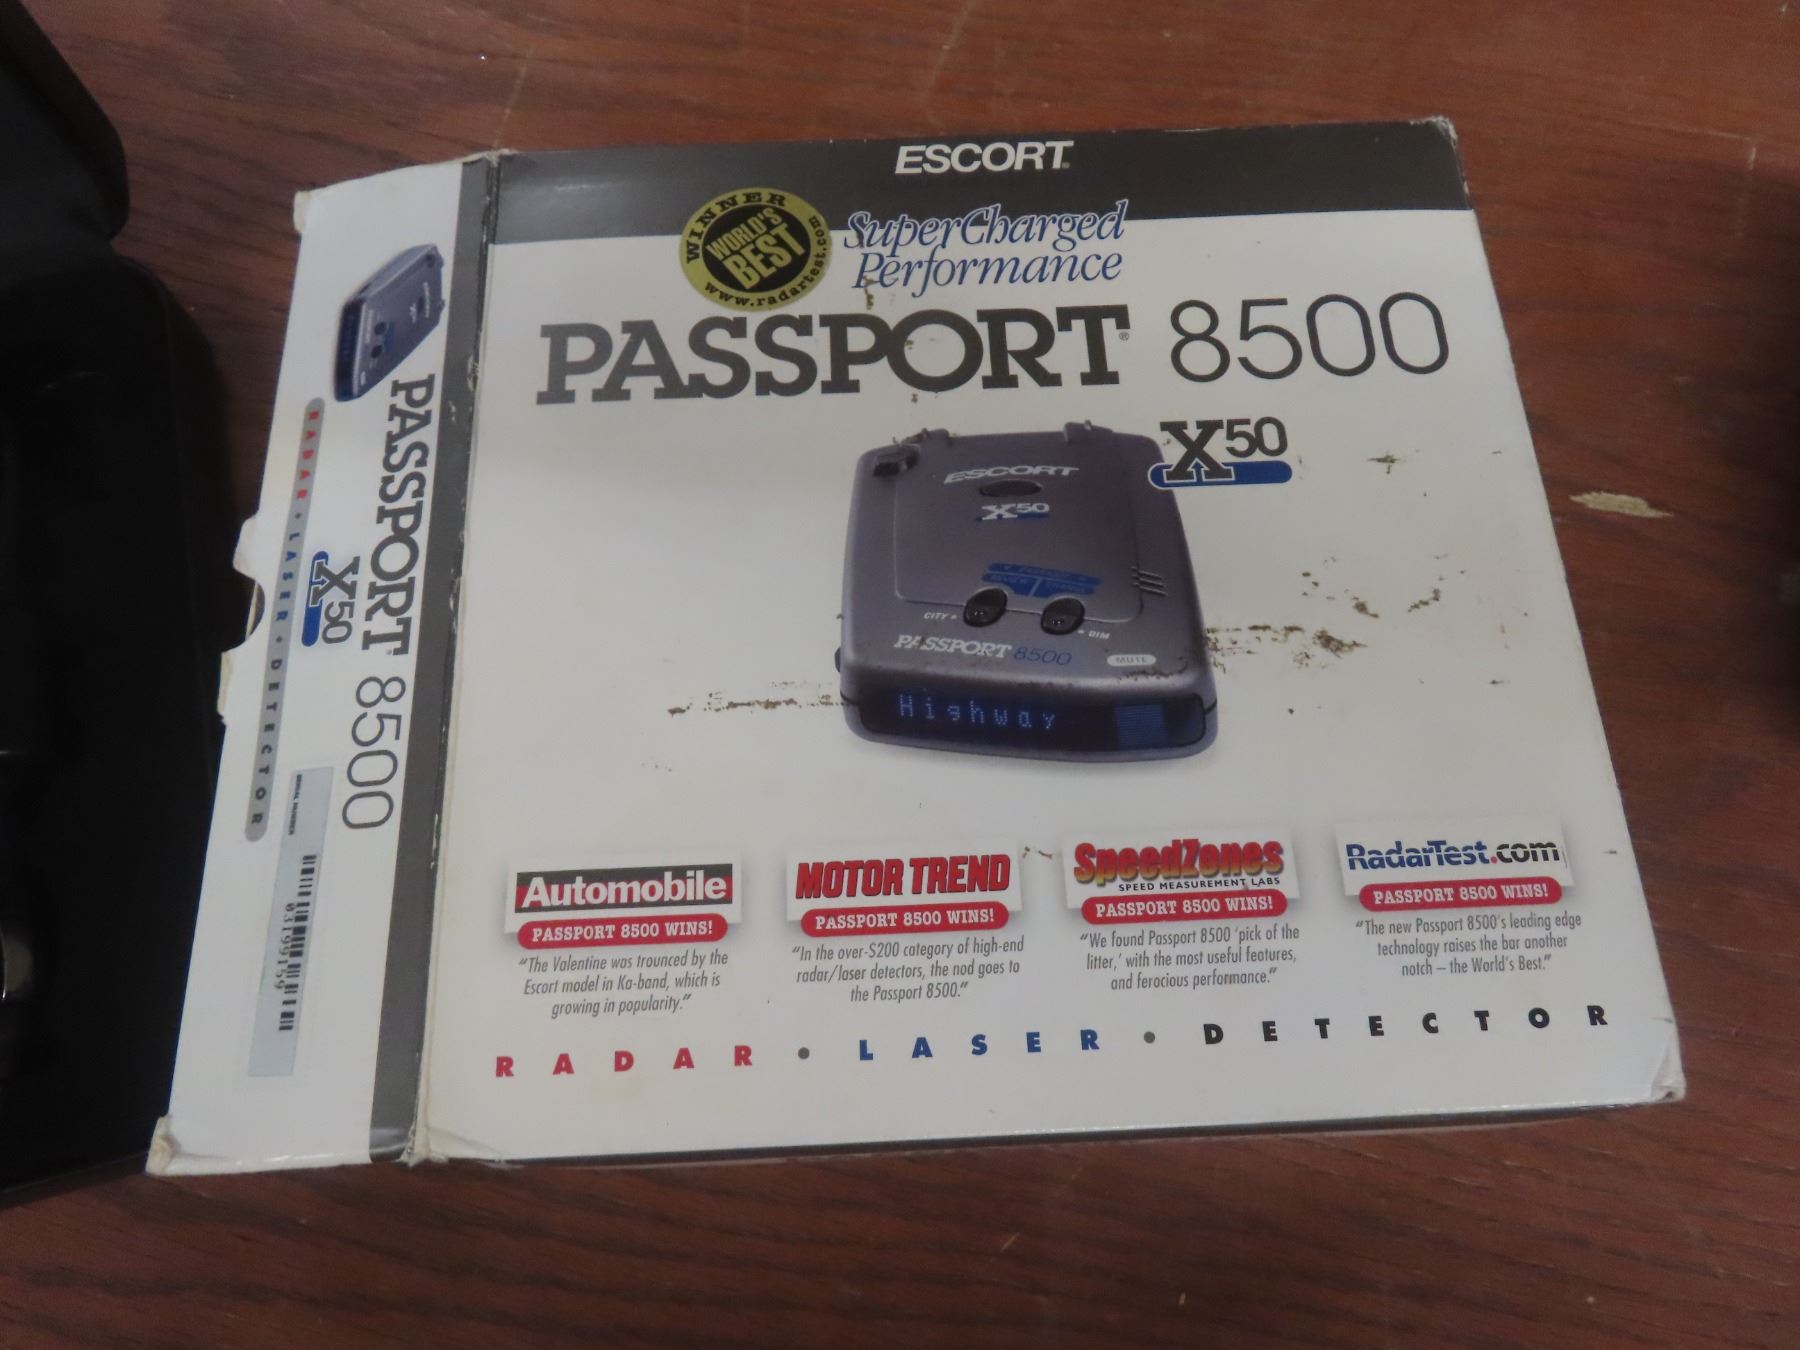 ESCORT®
WINNER
WORLD'S
BEST
www.radartest.com
SuperCharged
Performance
PASSPORT® 8500
X50
ESCORT
X50
CITY
DIM
PASSPORT 8500
MUTE
Highway
Automobile
PASSPORT 8500 WINS!
“The Valentine was trounced by the
Escort model in Ka-band, which is
growing in popularity.”
MOTOR TREND
PASSPORT 8500 WINS!
“In the over-$200 category of high-end
radar/laser detectors, the nod goes to
the Passport 8500.”
SpeedZones
SPEED MEASUREMENT LABS
PASSPORT 8500 WINS!
“We found Passport 8500 ‘pick of the
litter,’ with the most useful features,
and ferocious performance.”
RadarTest.com
PASSPORT 8500 WINS!
“The new Passport 8500's leading edge
technology raises the bar another
notch – the World's Best.”
RADAR • LASER • DETECTOR
PASSPORT 8500
X50
RADAR • LASER • DETECTOR
SERIAL NUMBER
03199159